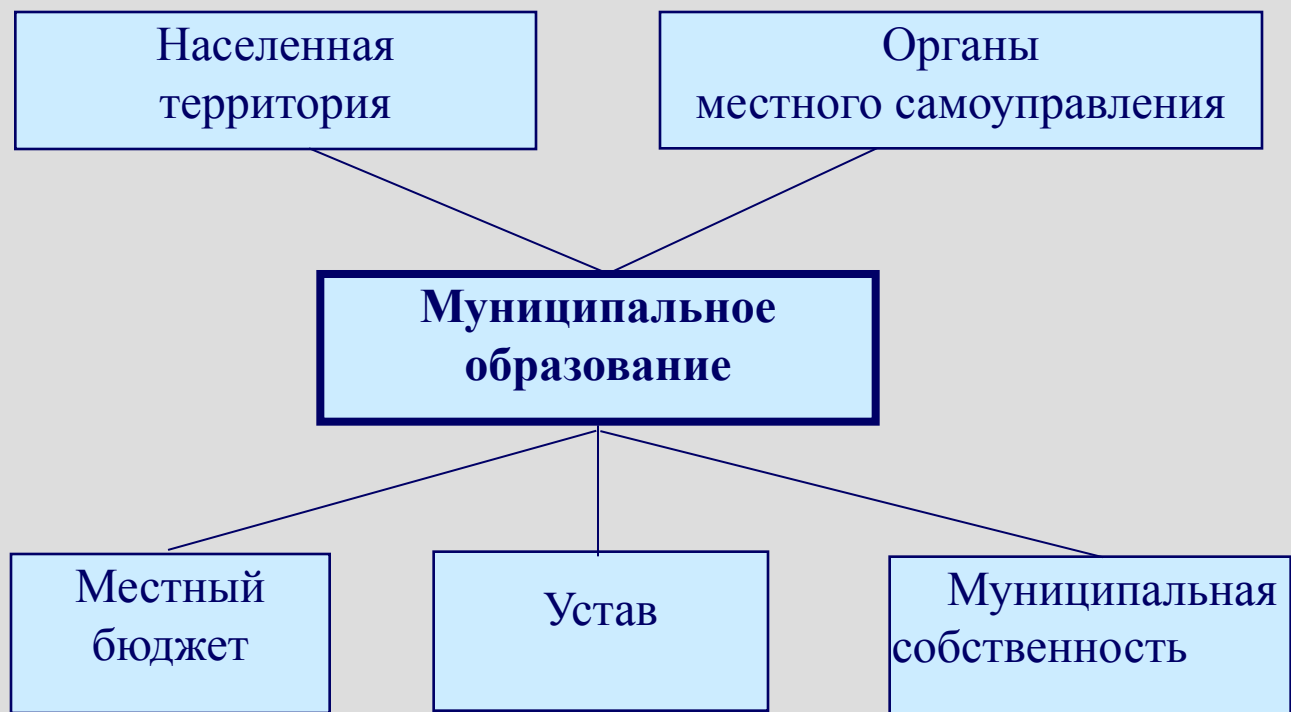 Населенная
территория
Органы
местного самоуправления
Муниципальное
образование
Местный
бюджет
Устав
Муниципальная
собственность